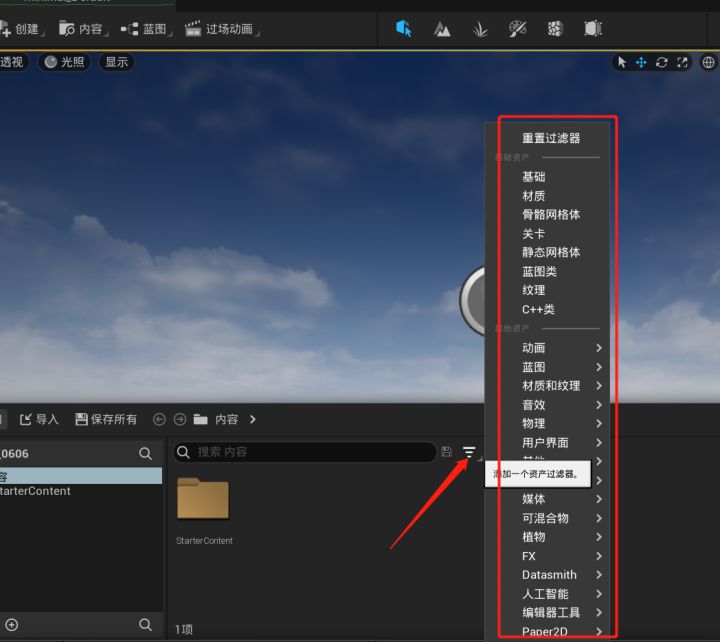 创建
内容
蓝图
过场动画
透视
光照
显示
重置过滤器
基础资产
基础
材质
骨骼网格体
关卡
静态网格体
蓝图类
纹理
C++类
其他资产
动画
蓝图
材质和纹理
音效
物理
用户界面
其他
添加一个资产过滤器。
媒体
可混合物
植物
FX
Datasmith
人工智能
编辑器工具
Paper2D
导入
保存所有
内容
_0606
搜索 内容
容
tarterContent
StarterContent
1项